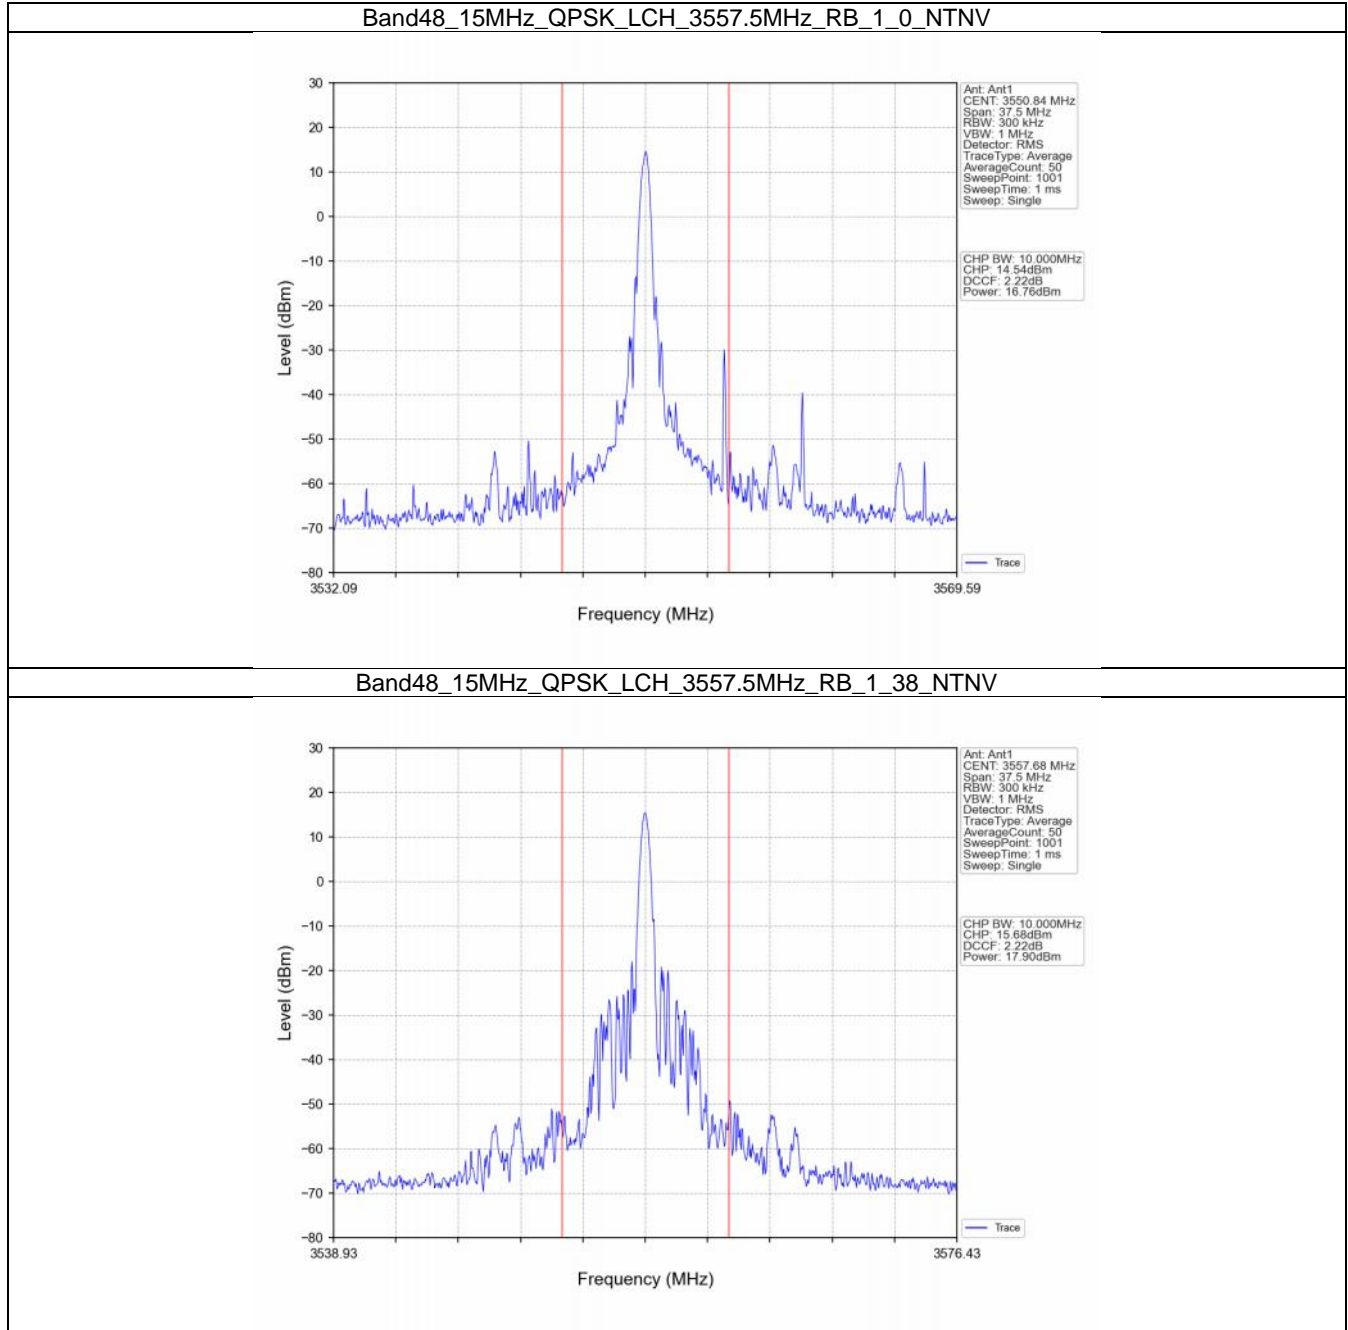 Band48_15MHz_QPSK_LCH_3557.5MHz_RB_1_0_NTNV
30
20
10
0
−10
−20
−30
−40
−50
−60
−70
−80
Level (dBm)
3532.09
3569.59
Frequency (MHz)
Ant: Ant1
CENT: 3550.84 MHz
Span: 37.5 MHz
RBW: 300 kHz
VBW: 1 MHz
Detector: RMS
TraceType: Average
AverageCount: 50
SweepPoint: 1001
SweepTime: 1 ms
Sweep: Single
CHP BW: 10.000MHz
CHP: 14.54dBm
DCCF: 2.22dB
Power: 16.76dBm
Trace
Band48_15MHz_QPSK_LCH_3557.5MHz_RB_1_38_NTNV
30
20
10
0
−10
−20
−30
−40
−50
−60
−70
−80
Level (dBm)
3538.93
3576.43
Frequency (MHz)
Ant: Ant1
CENT: 3557.68 MHz
Span: 37.5 MHz
RBW: 300 kHz
VBW: 1 MHz
Detector: RMS
TraceType: Average
AverageCount: 50
SweepPoint: 1001
SweepTime: 1 ms
Sweep: Single
CHP BW: 10.000MHz
CHP: 15.68dBm
DCCF: 2.22dB
Power: 17.90dBm
Trace